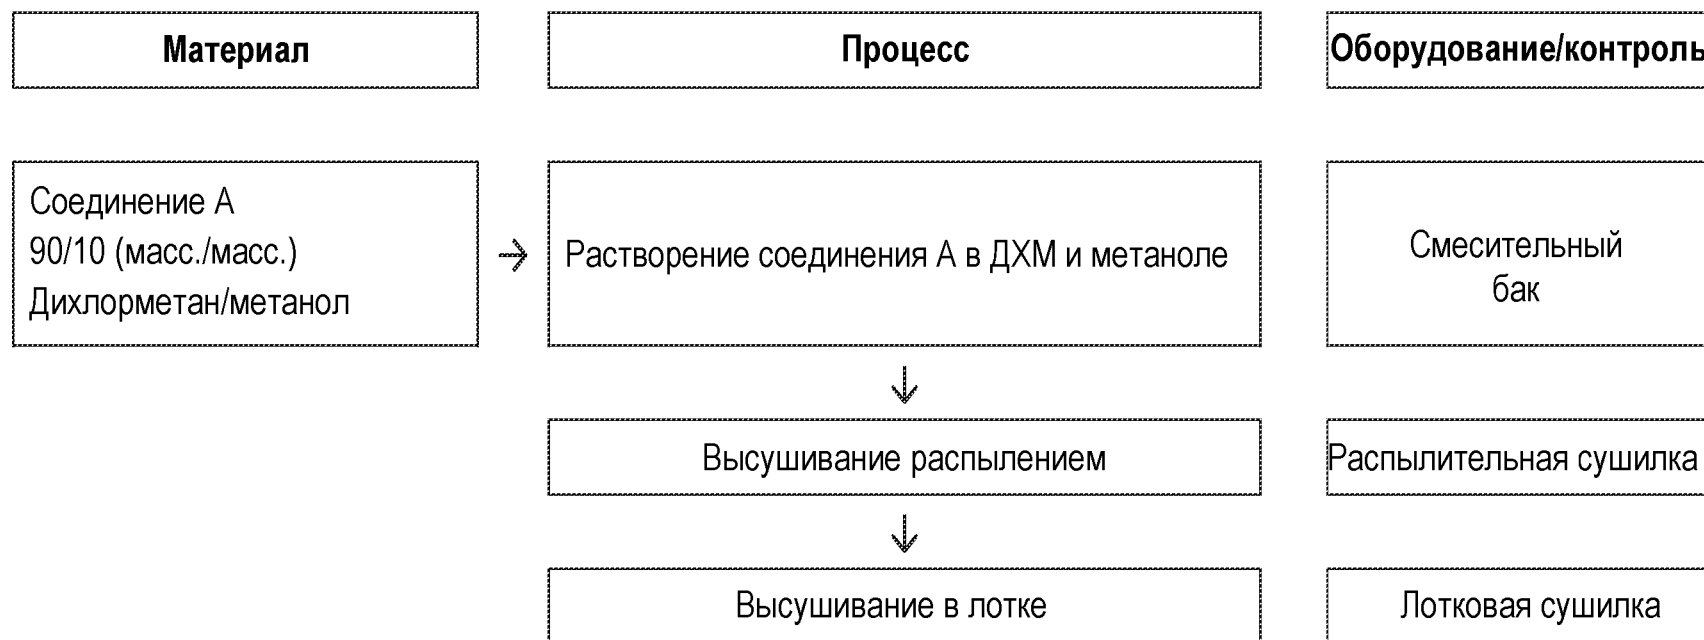 Материал
Процесс
Оборудование/контроль
Соединение А
90/10 (масс./масс.)
Дихлорметан/метанол
Растворение соединения А в ДХМ и метаноле
Смесительный
бак
Высушивание распылением
Распылительная сушилка
Высушивание в лотке
Лотковая сушилка